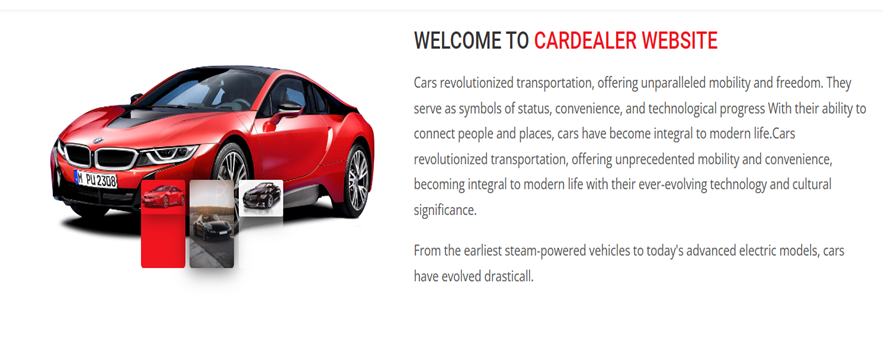 WELCOME TO CARDEALER WEBSITE
Cars revolutionized transportation, offering unparalleled mobility and freedom. They
serve as symbols of status, convenience, and technological progress With their ability to
connect people and places, cars have become integral to modern life.Cars
revolutionized transportation, offering unprecedented mobility and convenience,
becoming integral to modern life with their ever-evolving technology and cultural
significance.
From the earliest steam-powered vehicles to today's advanced electric models, cars
have evolved drasticall.
M PU 2308